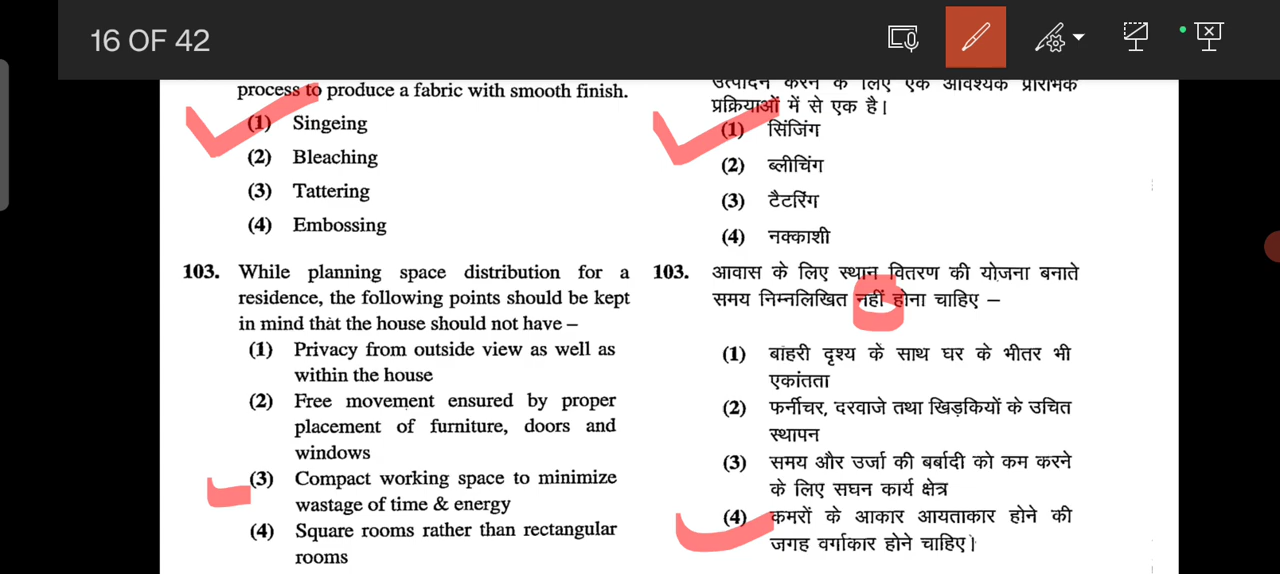 16 OF 42
process to produce a fabric with smooth finish.
(1) Singeing
(2) Bleaching
(3) Tattering
(4) Embossing
103. While planning space distribution for a
residence, the following points should be kept
in mind that the house should not have –
(1) Privacy from outside view as well as
within the house
(2) Free movement ensured by proper
placement of furniture, doors and
windows
(3) Compact working space to minimize
wastage of time & energy
(4) Square rooms rather than rectangular
rooms
उत्पादन करने के लिए एक आवश्यक प्रारंभिक
प्रक्रियाओं में से एक है।
(1) सिंजिंग
(2) ब्लीचिंग
(3) टैटरिंग
(4) नक्काशी
103. आवास के लिए स्थान वितरण की योजना बनाते
समय निम्नलिखित नहीं होना चाहिए –
(1) बाहरी दृश्य के साथ घर के भीतर भी
एकांतता
(2) फर्नीचर, दरवाजे तथा खिड़कियों के उचित
स्थापन
(3) समय और उर्जा की बर्बादी को कम करने
के लिए सघन कार्य क्षेत्र
(4) कमरों के आकार आयताकार होने की
जगह वर्गाकार होने चाहिए।